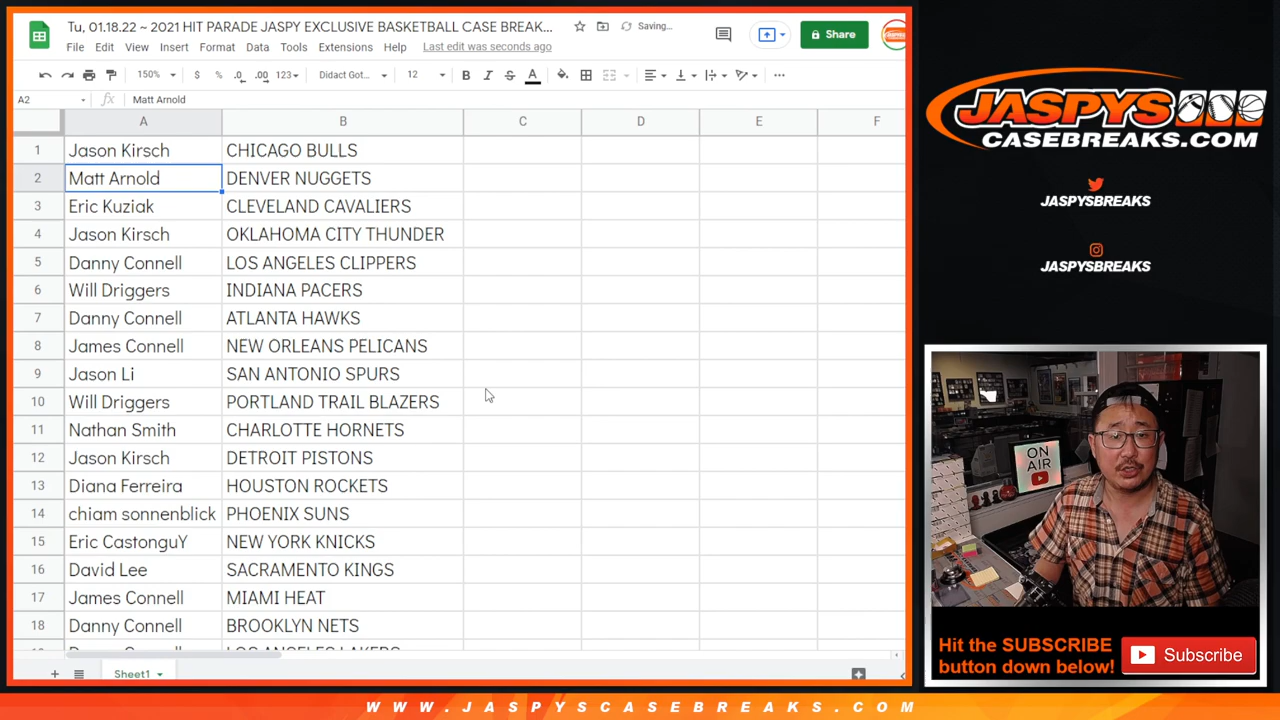 Tu, 01.18.22 ~ 2021 HIT PARADE JASPY EXCLUSIVE BASKETBALL CASE BREAK...
Saving...
Share
File Edit View Insert Format Data Tools Extensions Help Last edit was seconds ago
150% $ % .0 .00 123 Didact Got... 12 B I S A
A2 fx Matt Arnold
A B C D E F
1 Jason Kirsch CHICAGO BULLS
2 Matt Arnold DENVER NUGGETS
3 Eric Kuziak CLEVELAND CAVALIERS
4 Jason Kirsch OKLAHOMA CITY THUNDER
5 Danny Connell LOS ANGELES CLIPPERS
6 Will Driggers INDIANA PACERS
7 Danny Connell ATLANTA HAWKS
8 James Connell NEW ORLEANS PELICANS
9 Jason Li SAN ANTONIO SPURS
10 Will Driggers PORTLAND TRAIL BLAZERS
11 Nathan Smith CHARLOTTE HORNETS
12 Jason Kirsch DETROIT PISTONS
13 Diana Ferreira HOUSTON ROCKETS
14 chiam sonnenblick PHOENIX SUNS
15 Eric CastonguY NEW YORK KNICKS
16 David Lee SACRAMENTO KINGS
17 James Connell MIAMI HEAT
18 Danny Connell BROOKLYN NETS
Sheet1
JASPYS
CASEBREAKS.COM
JASPYSBREAKS
JASPYSBREAKS
ON
AIR
Hit the SUBSCRIBE
button down below!
Subscribe
WWW.JASPYSCASEBREAKS.COM